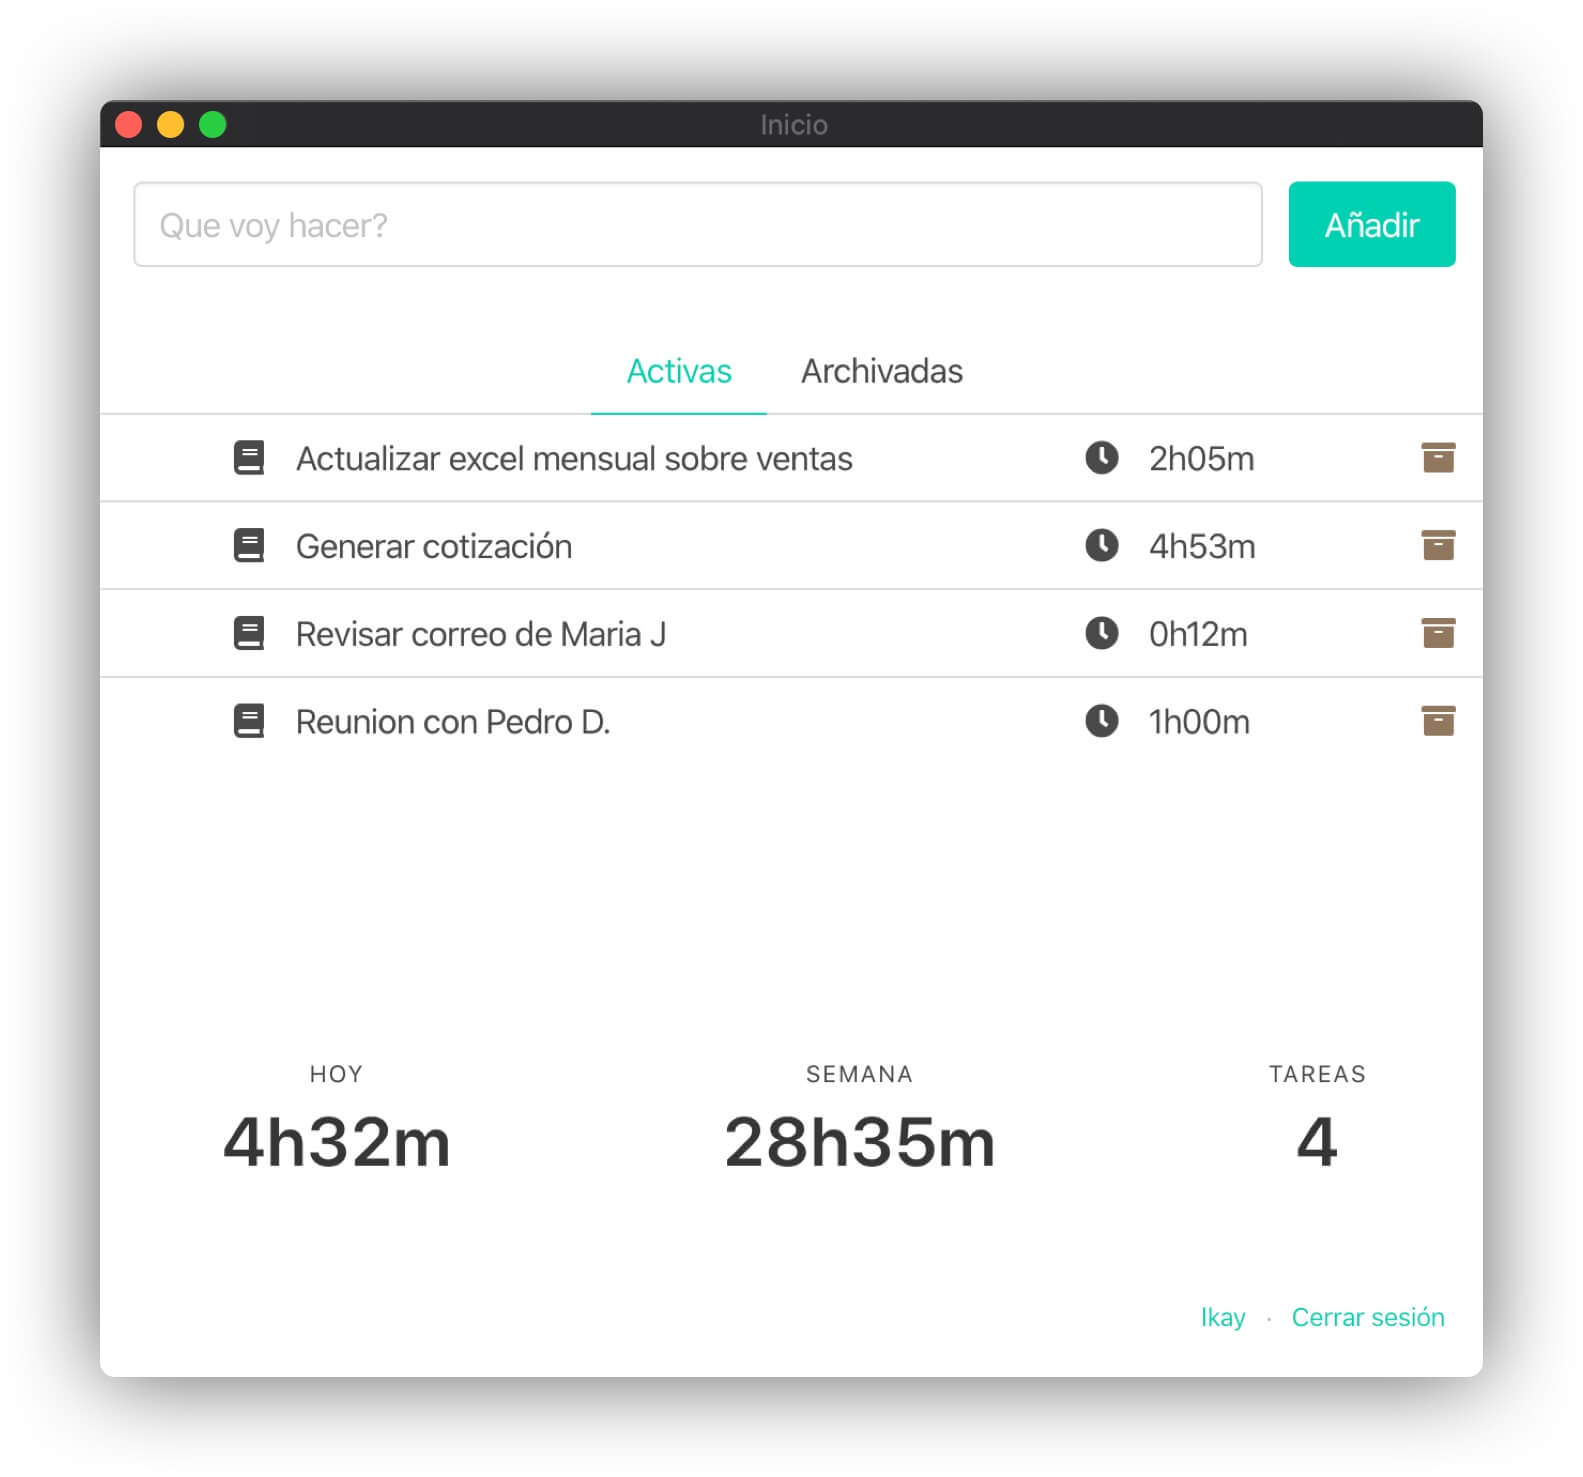 Inicio
Que voy hacer?
Añadir
Activas
Archivadas
Actualizar excel mensual sobre ventas 2h05m
Generar cotización 4h53m
Revisar correo de Maria J 0h12m
Reunion con Pedro D. 1h00m
HOY
4h32m
SEMANA
28h35m
TAREAS
4
Ikay · Cerrar sesión